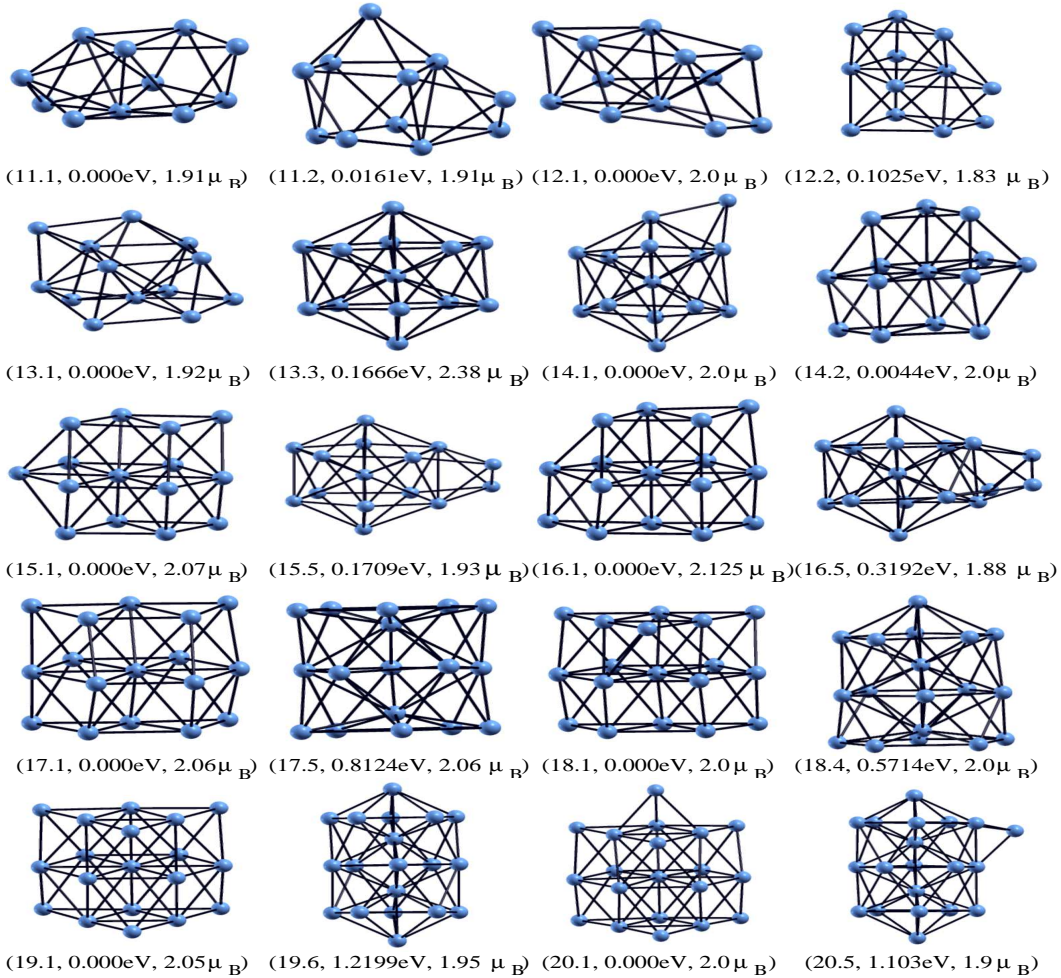 (11.1, 0.000eV, 1.91μ B) (11.2, 0.0161eV, 1.91μ B) (12.1, 0.000eV, 2.0μ B) (12.2, 0.1025eV, 1.83 μ B)
(13.1, 0.000eV, 1.92μ B) (13.3, 0.1666eV, 2.38 μ B) (14.1, 0.000eV, 2.0μ B) (14.2, 0.0044eV, 2.0μ B)
(15.1, 0.000eV, 2.07μ B) (15.5, 0.1709eV, 1.93 μ B) (16.1, 0.000eV, 2.125 μ B) (16.5, 0.3192eV, 1.88 μ B)
(17.1, 0.000eV, 2.06μ B) (17.5, 0.8124eV, 2.06 μ B) (18.1, 0.000eV, 2.0μ B) (18.4, 0.5714eV, 2.0μ B)
(19.1, 0.000eV, 2.05μ B) (19.6, 1.2199eV, 1.95 μ B) (20.1, 0.000eV, 2.0μ B) (20.5, 1.103eV, 1.9μ B)